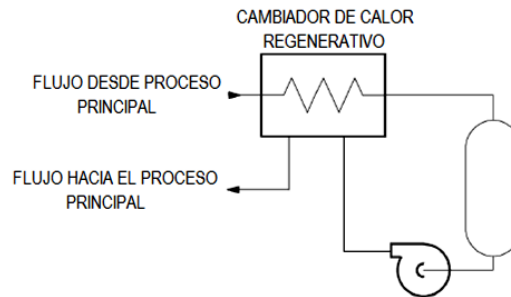 CAMBIADOR DE CALOR
REGENERATIVO
FLUJO DESDE PROCESO
PRINCIPAL
FLUJO HACIA EL PROCESO
PRINCIPAL